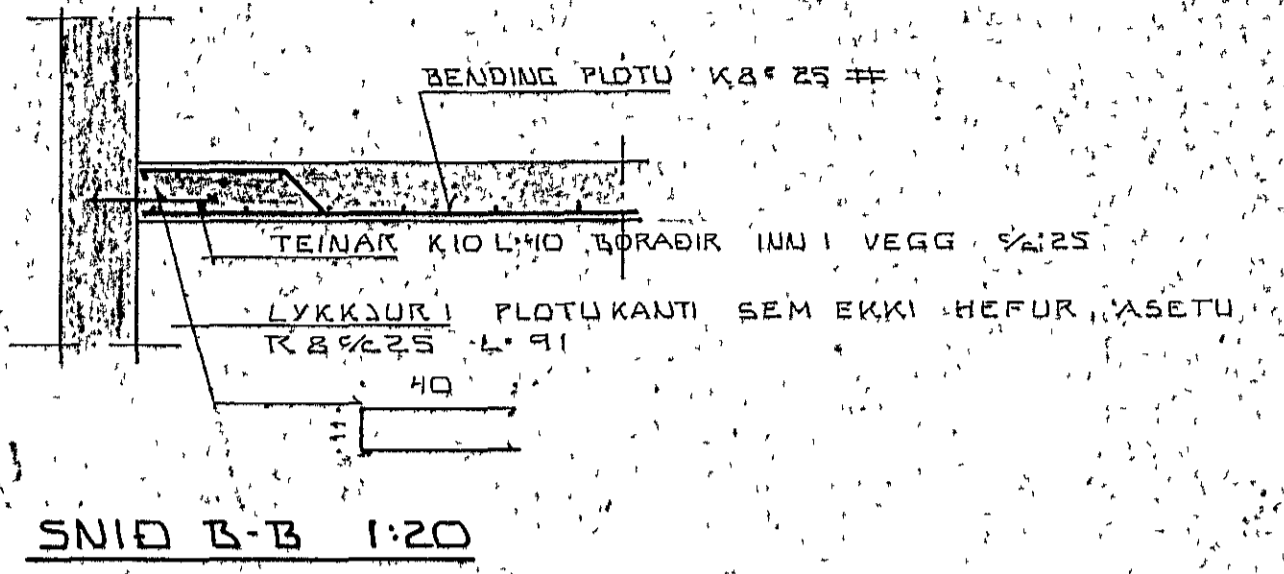 BENDING PLÖTU K8 c 25 #
TEINAR K10 L:40 BORAÐIR INN Í VEGG c/c:25
LYKKJUR Í PLÖTUKANTI SEM EKKI HEFUR ÁSETU
K8 c/c 25 L: 91
40
11
SNIÐ B-B 1:20